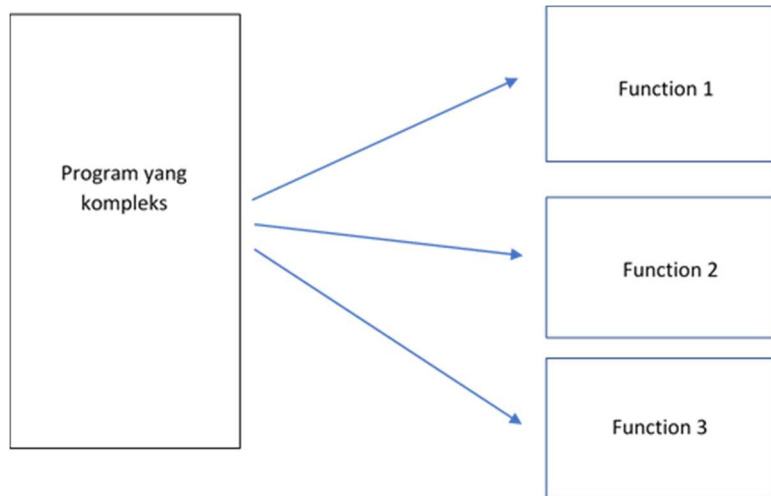 Program yang
kompleks
Function 1
Function 2
Function 3